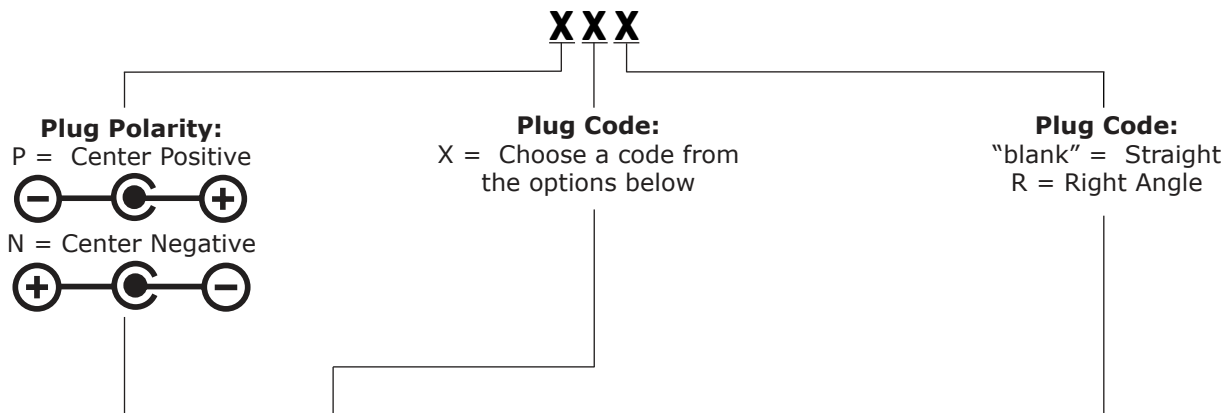 X X X
Plug Polarity:
P = Center Positive
N = Center Negative
Plug Code:
X = Choose a code from
the options below
Plug Code:
“blank” = Straight
R = Right Angle